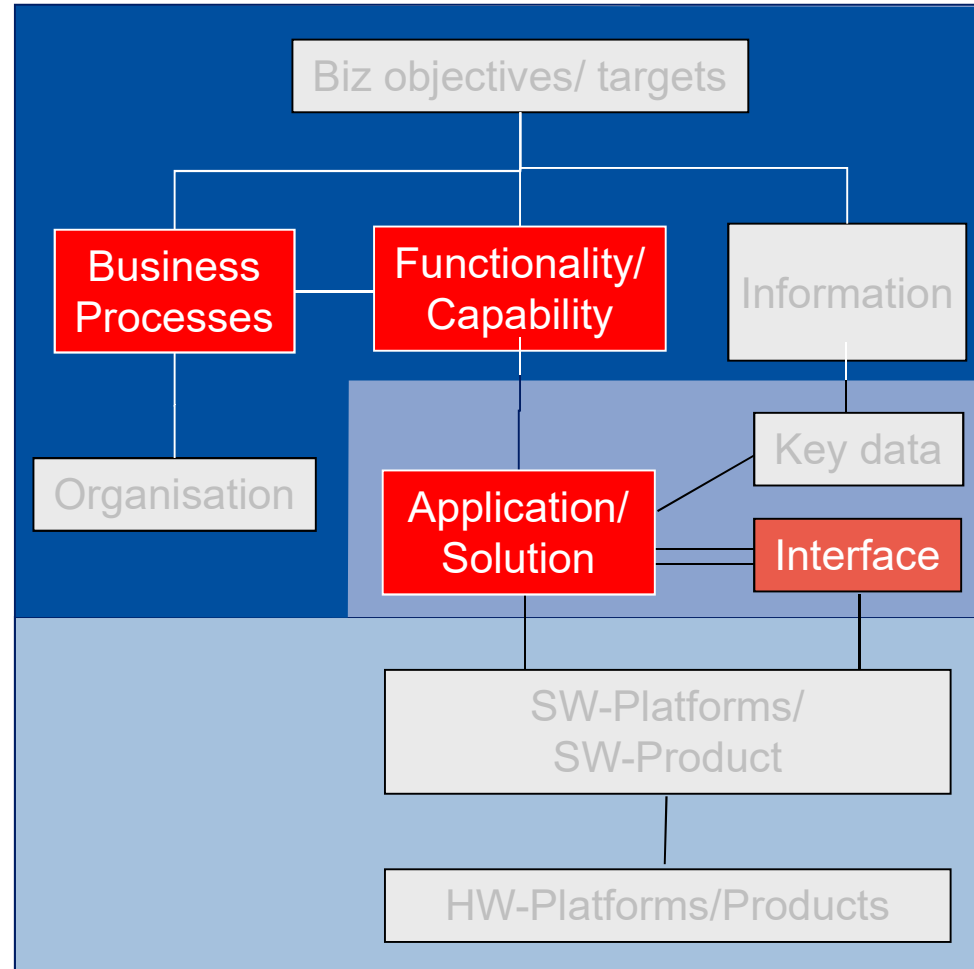 Biz objectives/ targets
Business
Processes
Functionality/
Capability
Information
Organisation
Application/
Solution
Key data
Interface
SW-Platforms/
SW-Product
HW-Platforms/Products